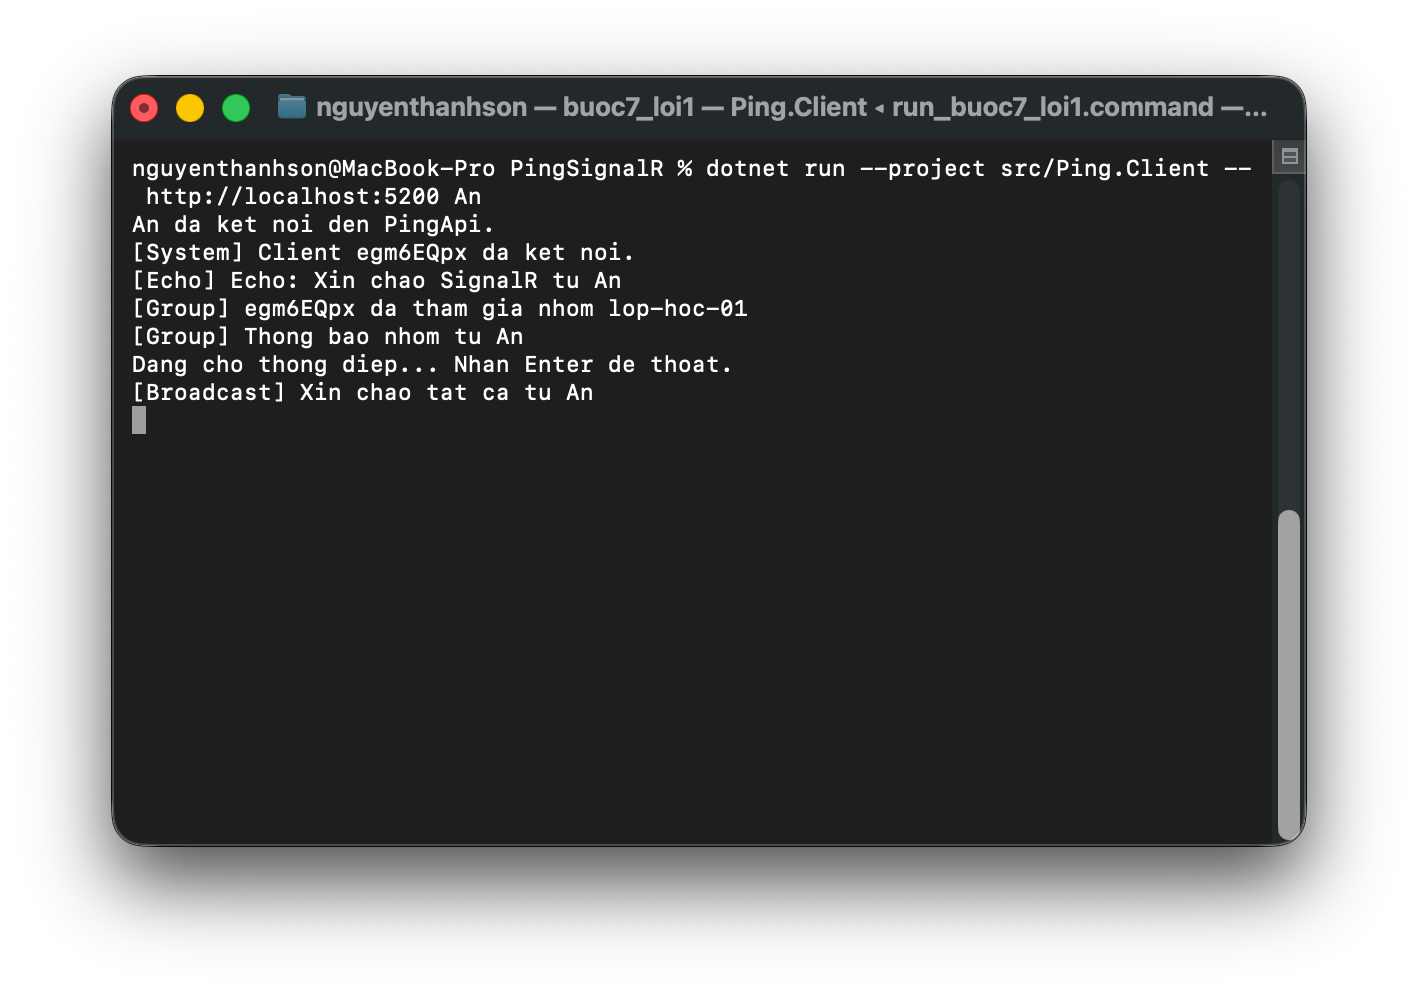 nguyenthanhson — buoc7_loi1 — Ping.Client ◂ run_buoc7_loi1.command —...
nguyenthanhson@MacBook-Pro PingSignalR % dotnet run --project src/Ping.Client --
http://localhost:5200 An
An da ket noi den PingApi.
[System] Client egm6EQpx da ket noi.
[Echo] Echo: Xin chao SignalR tu An
[Group] egm6EQpx da tham gia nhom lop-hoc-01
[Group] Thong bao nhom tu An
Dang cho thong diep... Nhan Enter de thoat.
[Broadcast] Xin chao tat ca tu An